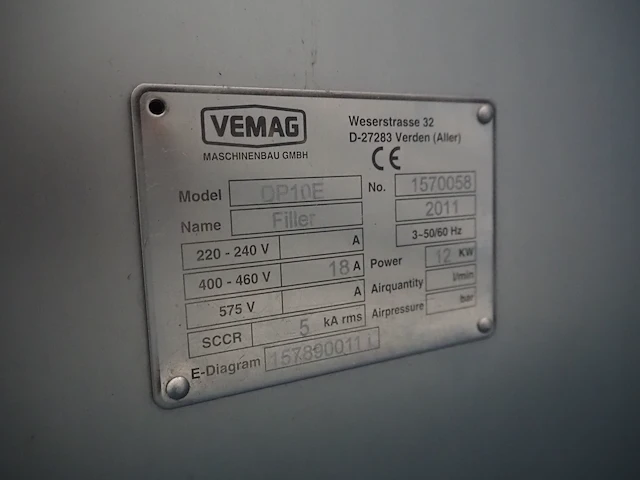 VEMAG
MASCHINENBAU GMBH
Weserstrasse 32
D-27283 Verden (Aller)
CE
Model DP10E No. 1570058
Name Filler 2011
220 - 240 V A 3~50/60 Hz
400 - 460 V 18 A Power 12 KW
575 V A Airquantity l/min
SCCR 5 kA rms Airpressure bar
E-Diagram 157890011 L